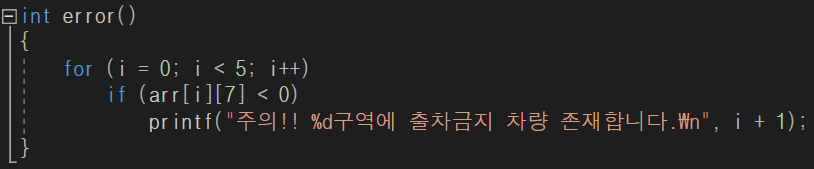 int error()
{
for (i = 0; i < 5; i++)
if (arr[i][7] < 0)
printf("주의!! %d구역에 출차금지 차량 존재합니다.₩n", i + 1);
}